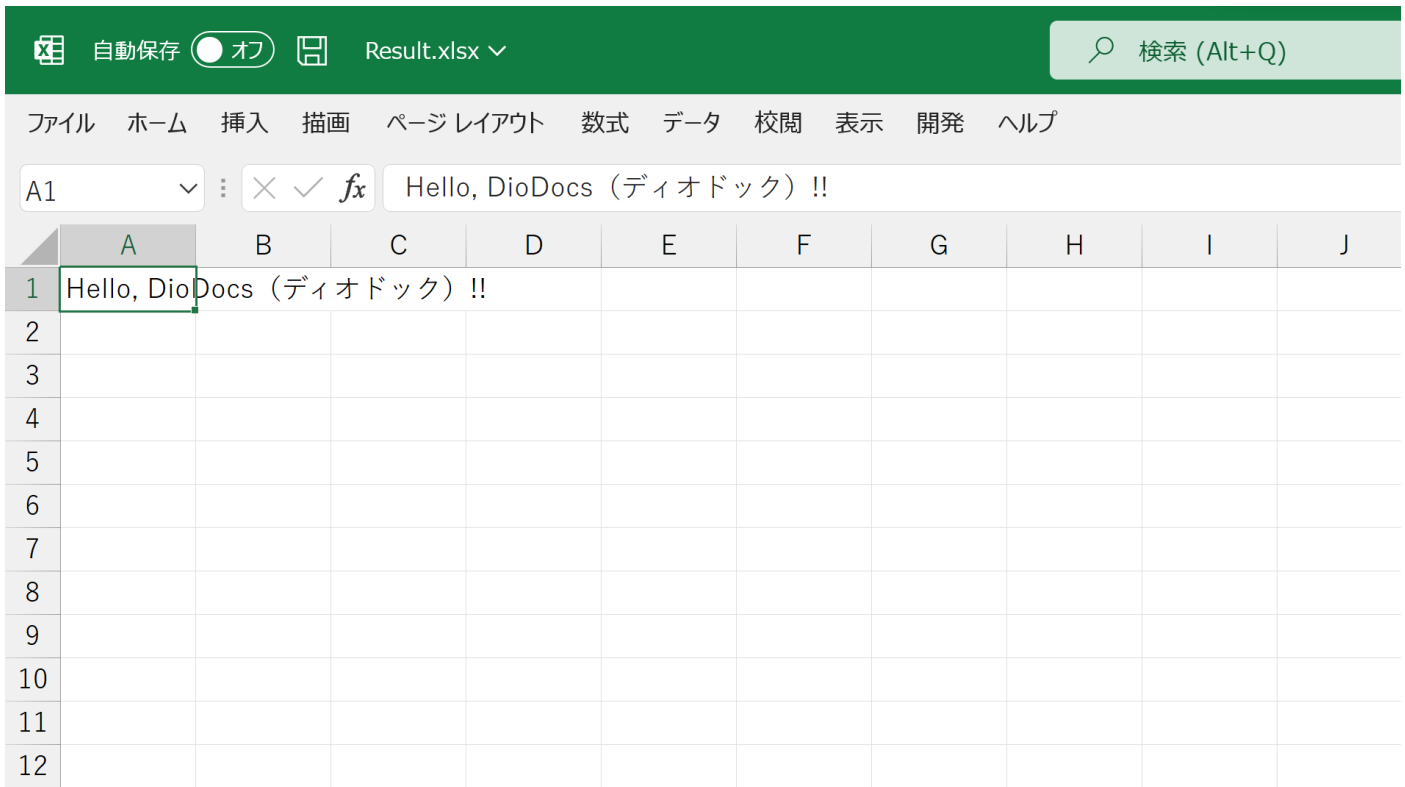 自動保存 オフ Result.xlsx 検索 (Alt+Q)
ファイル ホーム 挿入 描画 ページ レイアウト 数式 データ 校閲 表示 開発 ヘルプ
A1 fx Hello, DioDocs（ディオドック）!!
A B C D E F G H I J
1 Hello, DioDocs（ディオドック）!!
2
3
4
5
6
7
8
9
10
11
12